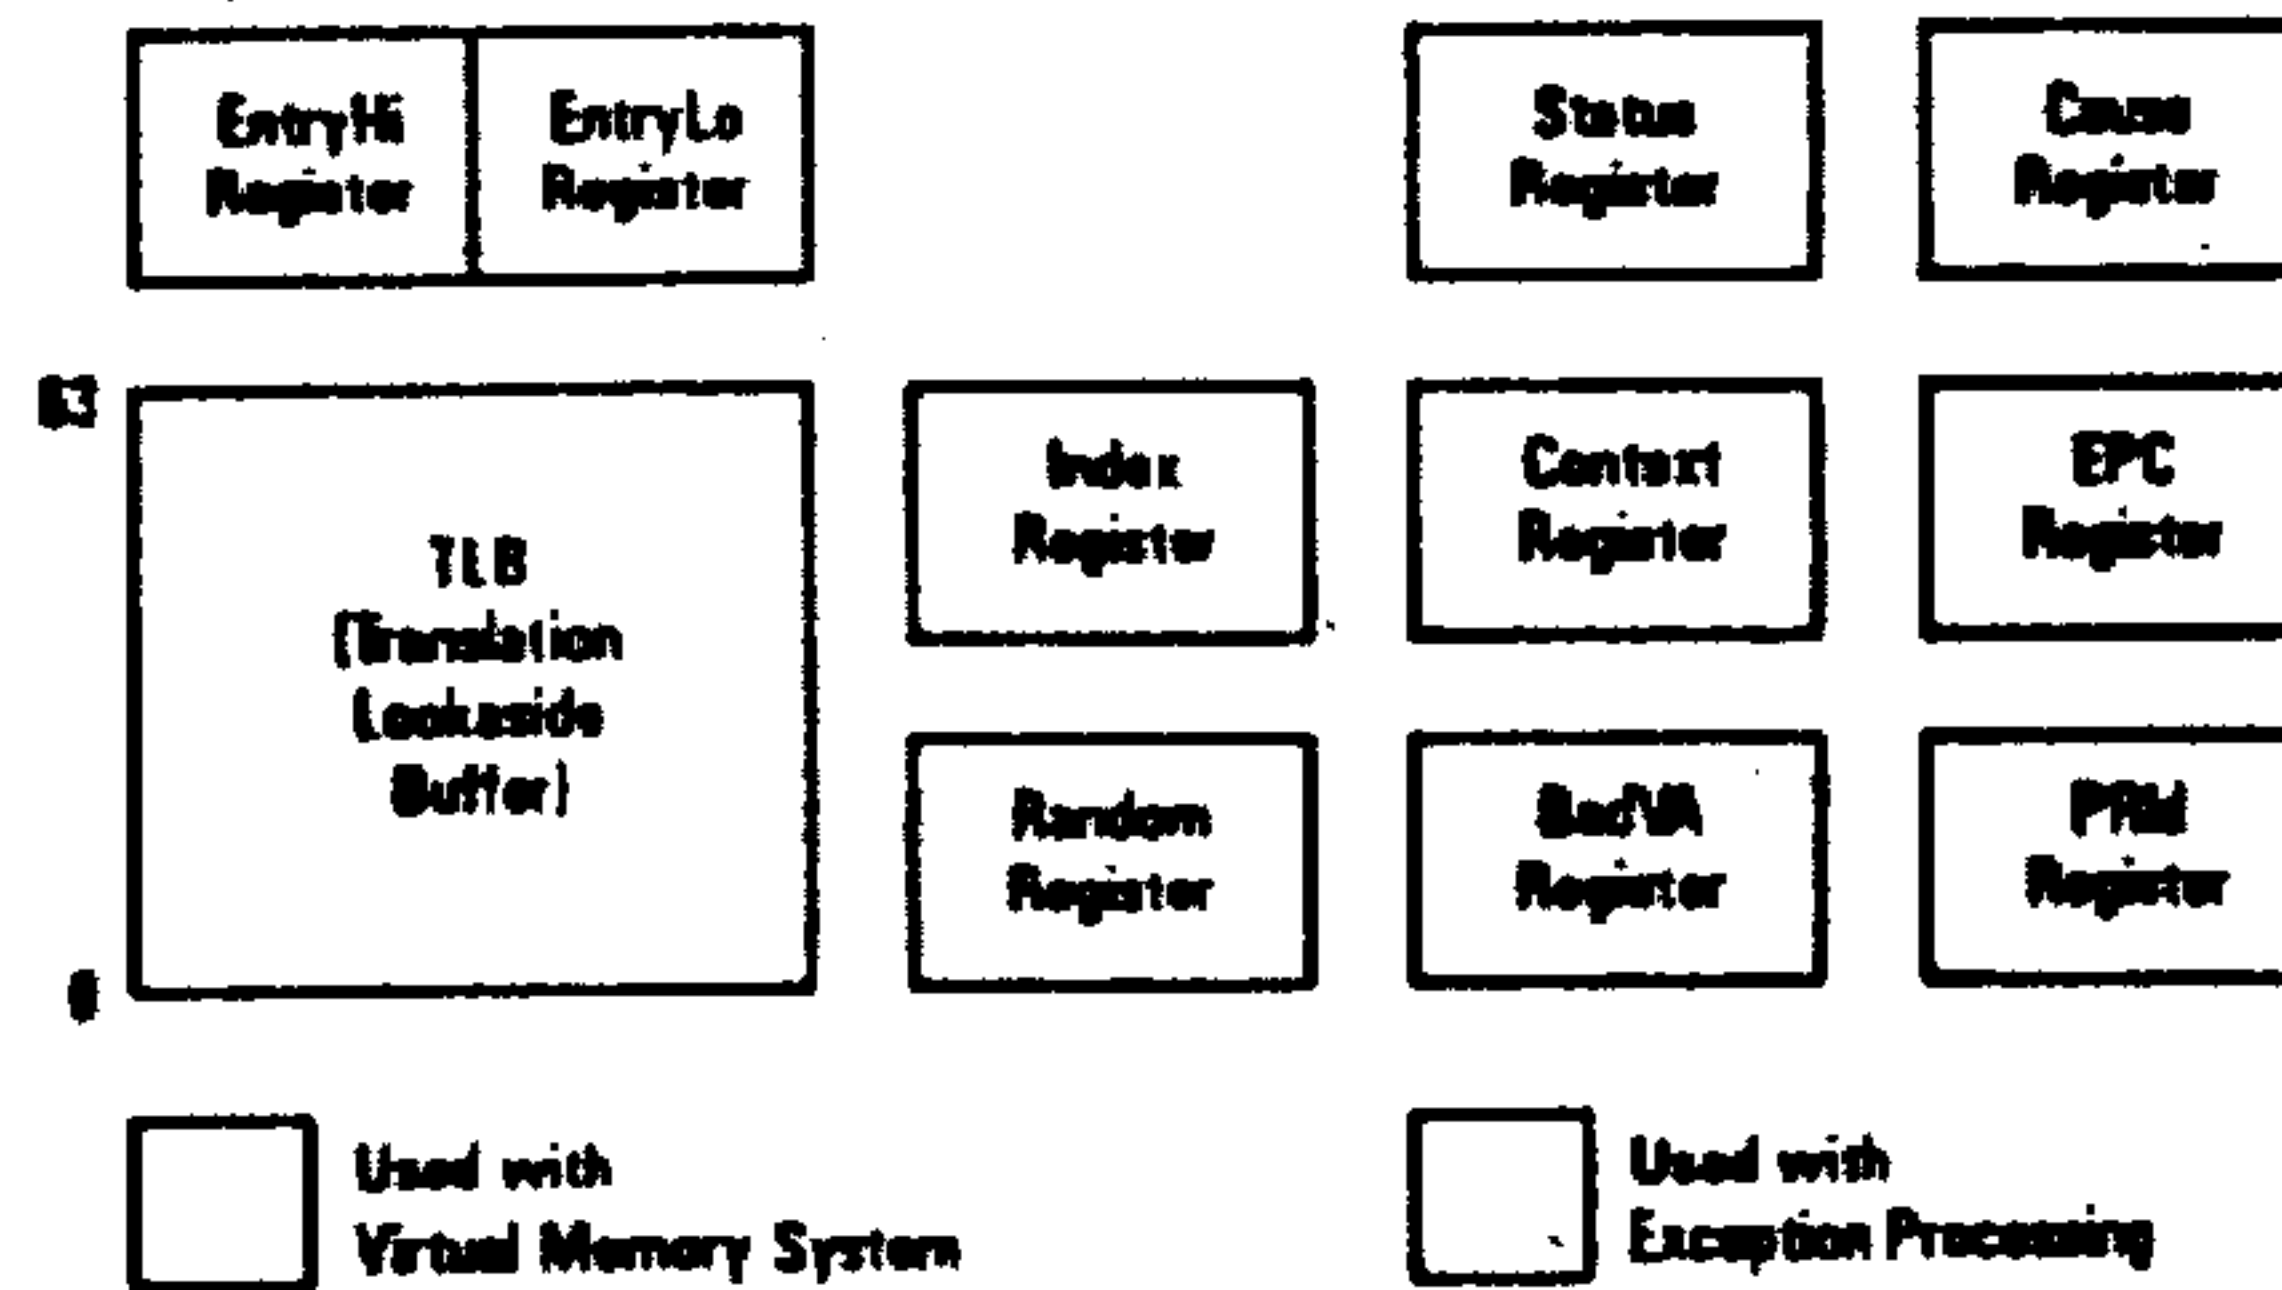 EntryHi
Register
EntryLo
Register
Status
Register
Cause
Register
63
TLB
(Translation
Lookaside
Buffer)
0
Index
Register
Context
Register
EPC
Register
Random
Register
BadVA
Register
PRId
Register
Used with
Virtual Memory System
Used with
Exception Processing